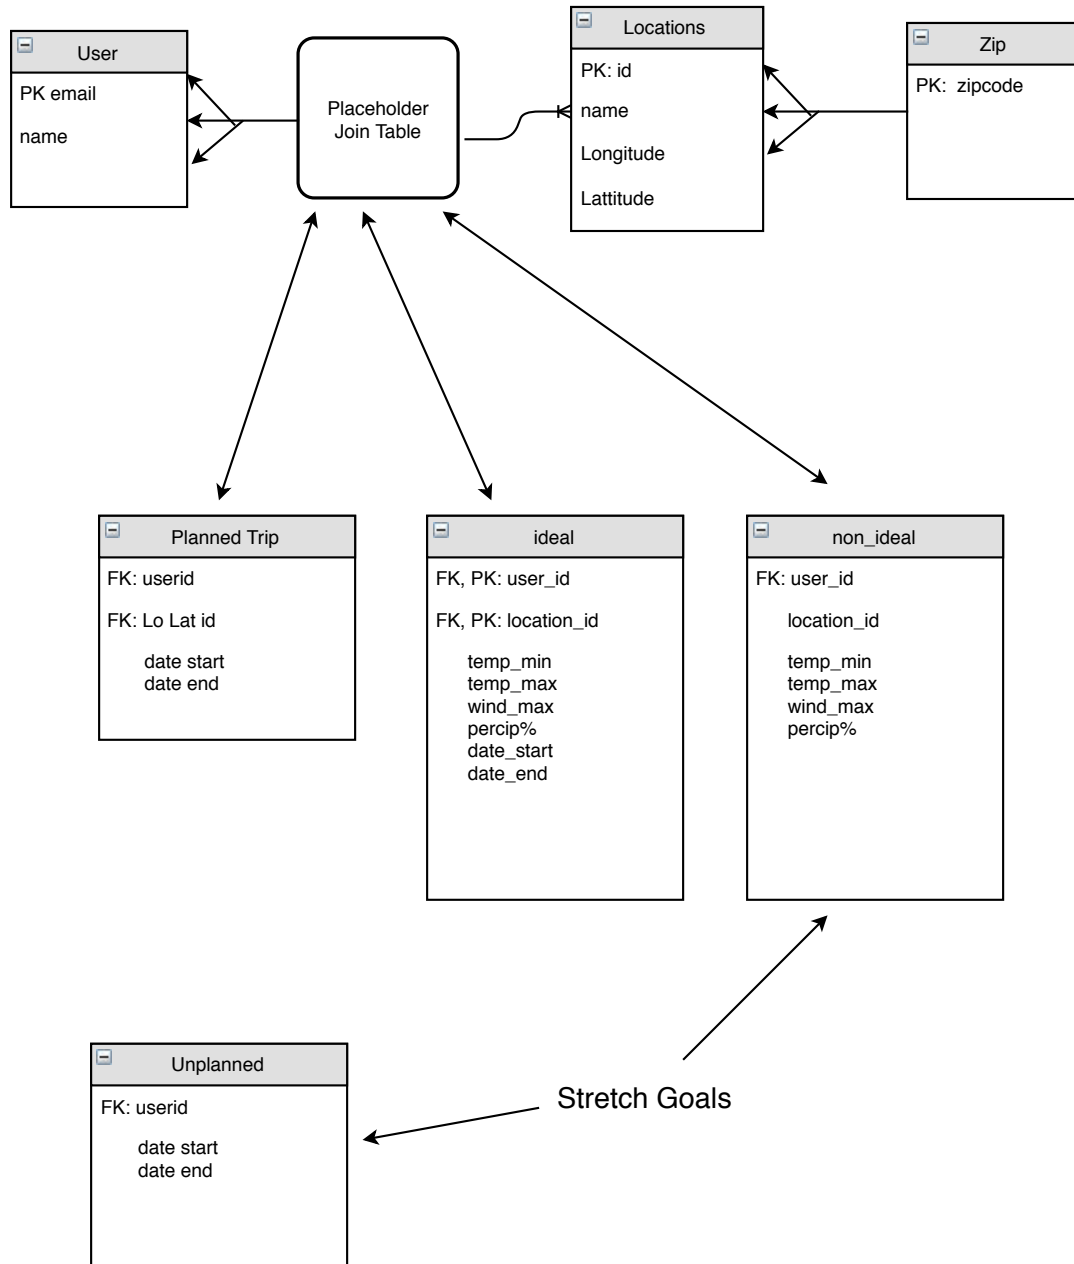 User
PK email
name
Placeholder
Join Table
Locations
PK: id
name
Longitude
Lattitude
Zip
PK:  zipcode
Planned Trip
FK: userid
FK: Lo Lat id
date start
date end
ideal
FK, PK: user_id
FK, PK: location_id
temp_min
temp_max
wind_max
percip%
date_start
date_end
non_ideal
FK: user_id
location_id
temp_min
temp_max
wind_max
percip%
Unplanned
FK: userid
date start
date end
Stretch Goals